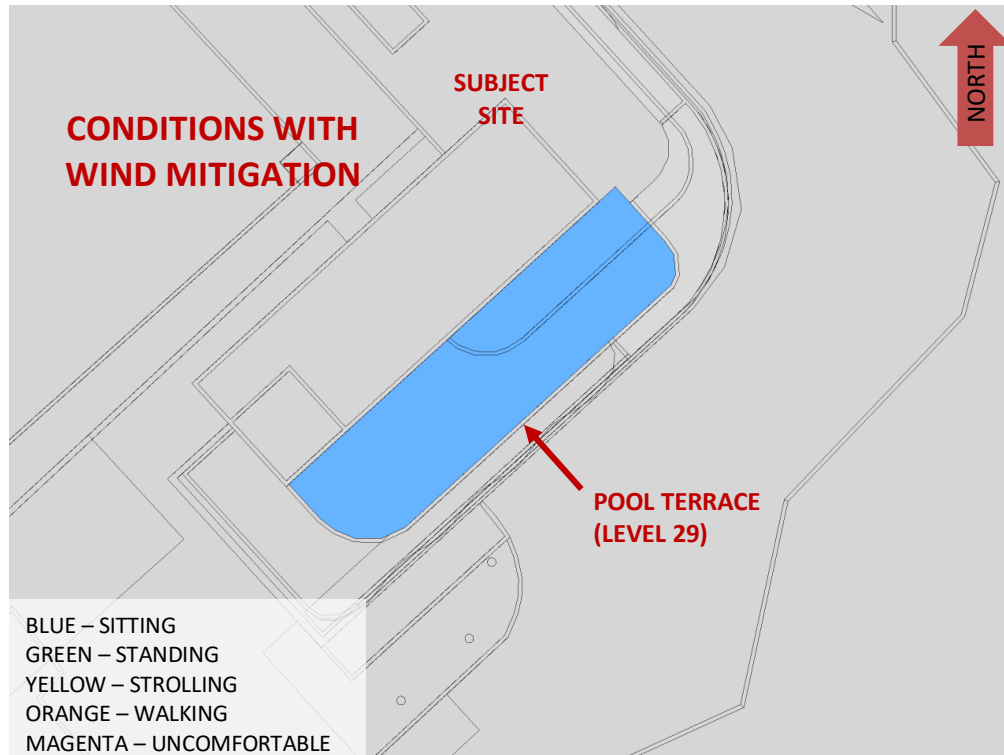 CONDITIONS WITH
WIND MITIGATION
SUBJECT
SITE
NORTH
POOL TERRACE
(LEVEL 29)
BLUE – SITTING
GREEN – STANDING
YELLOW – STROLLING
ORANGE – WALKING
MAGENTA – UNCOMFORTABLE